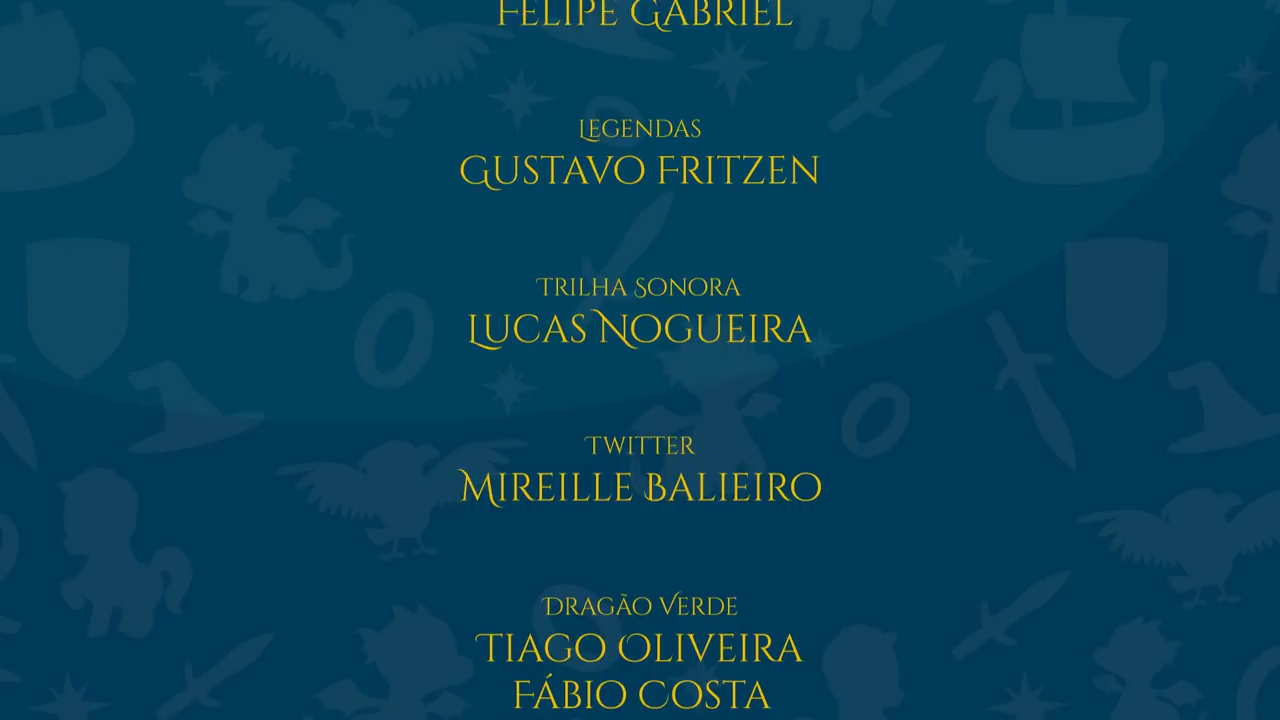 Felipe Gabriel
Legendas
Gustavo Fritzen
Trilha Sonora
Lucas Nogueira
Twitter
Mireille Balieiro
Dragão Verde
Tiago Oliveira
Fábio Costa